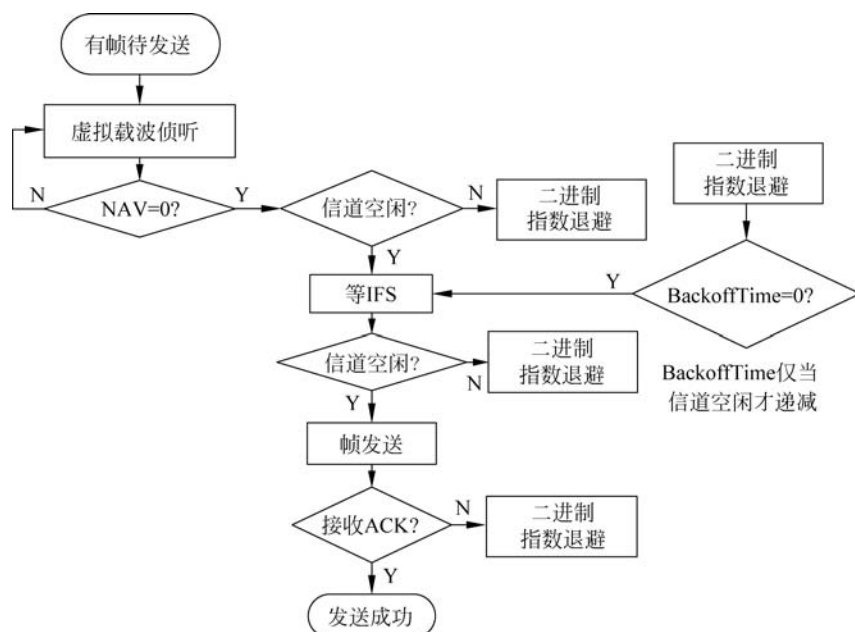 有帧待发送
虚拟载波侦听
N
NAV=0?
Y
信道空闲?
N
二进制
指数退避
二进制
指数退避
Y
等IFS
Y
BackoffTime=0?
信道空闲?
N
二进制
指数退避
BackoffTime仅当
信道空闲才递减
Y
帧发送
接收ACK?
N
二进制
指数退避
Y
发送成功